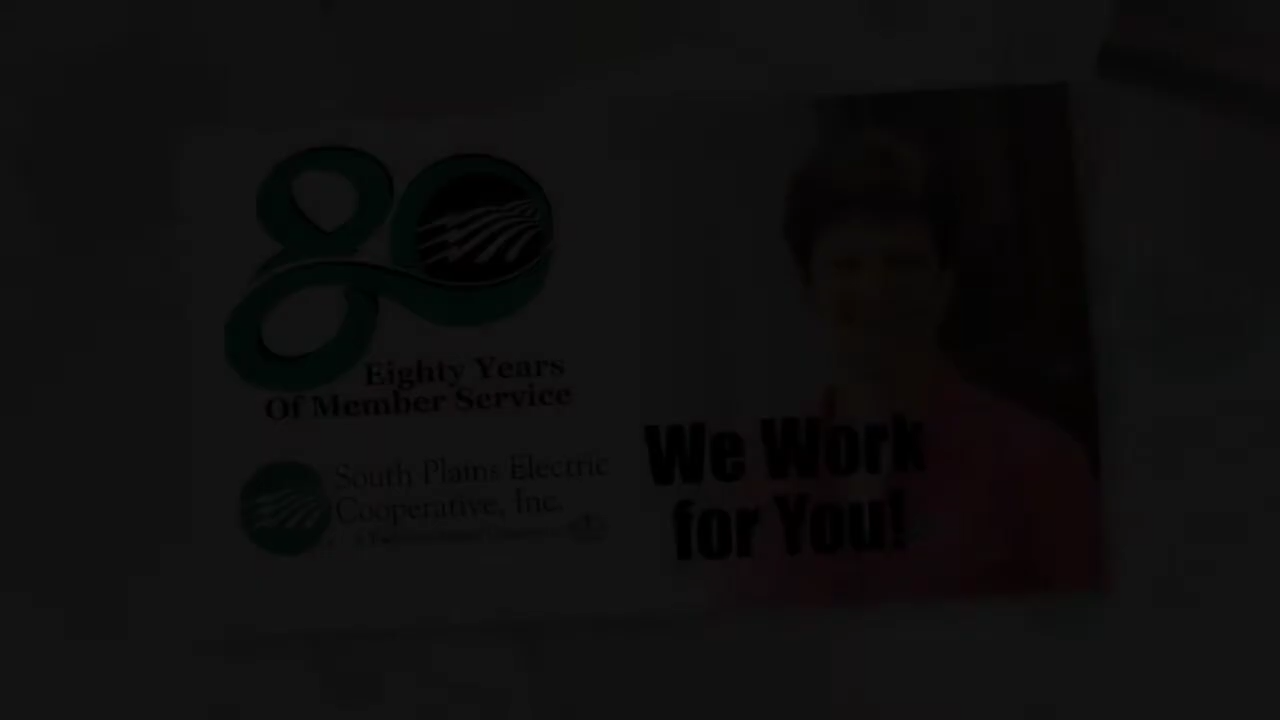 80
Eighty Years
Of Member Service
South Plains Electric
Cooperative, Inc.
We Work
for You!